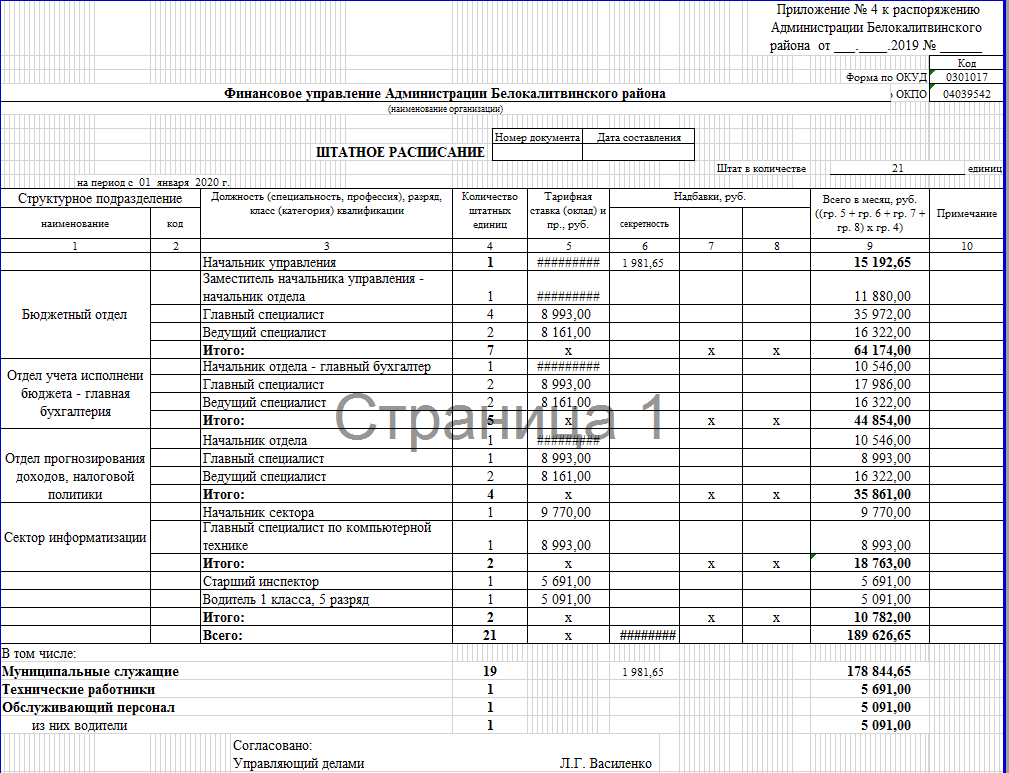 Приложение № 4 к распоряжению
Администрации Белокалитвинского
района от ___.____.2019 № ______
Код
Форма по ОКУД 0301017
Финансовое управление Администрации Белокалитвинского района
ОКПО 04039542
(наименование организации)
Номер документа Дата составления
ШТАТНОЕ РАСПИСАНИЕ
Штат в количестве 21 единиц
на период с 01 января 2020 г.
Структурное подразделение Должность (специальность, профессия), разряд, класс (категория) квалификации Количество штатных единиц Тарифная ставка (оклад) и пр., руб. Надбавки, руб. Всего в месяц, руб. ((гр. 5 + гр. 6 + гр. 7 + гр. 8) х гр. 4) Примечание
наименование код секретность
1 2 3 4 5 6 7 8 9 10
Начальник управления 1 ######### 1 981,65 15 192,65
Бюджетный отдел
Заместитель начальника управления -
начальник отдела 1 ######### 11 880,00
Главный специалист 4 8 993,00 35 972,00
Ведущий специалист 2 8 161,00 16 322,00
Итого: 7 х х х 64 174,00
Отдел учета исполнени
бюджета - главная
бухгалтерия
Начальник отдела - главный бухгалтер 1 ######### 10 546,00
Главный специалист 2 8 993,00 17 986,00
Ведущий специалист 2 8 161,00 16 322,00
Итого: 5 х х х 44 854,00
Страница 1
Отдел прогнозирования
доходов, налоговой
политики
Начальник отдела 1 ######### 10 546,00
Главный специалист 1 8 993,00 8 993,00
Ведущий специалист 2 8 161,00 16 322,00
Итого: 4 х х х 35 861,00
Сектор информатизации
Начальник сектора 1 9 770,00 9 770,00
Главный специалист по компьютерной
технике 1 8 993,00 8 993,00
Итого: 2 х х х 18 763,00
Старший инспектор 1 5 691,00 5 691,00
Водитель 1 класса, 5 разряд 1 5 091,00 5 091,00
Итого: 2 х х х 10 782,00
Всего: 21 х ######## 189 626,65
В том числе:
Муниципальные служащие 19 1 981,65 178 844,65
Технические работники 1 5 691,00
Обслуживающий персонал 1 5 091,00
из них водители 1 5 091,00
Согласовано:
Управляющий делами Л.Г. Василенко